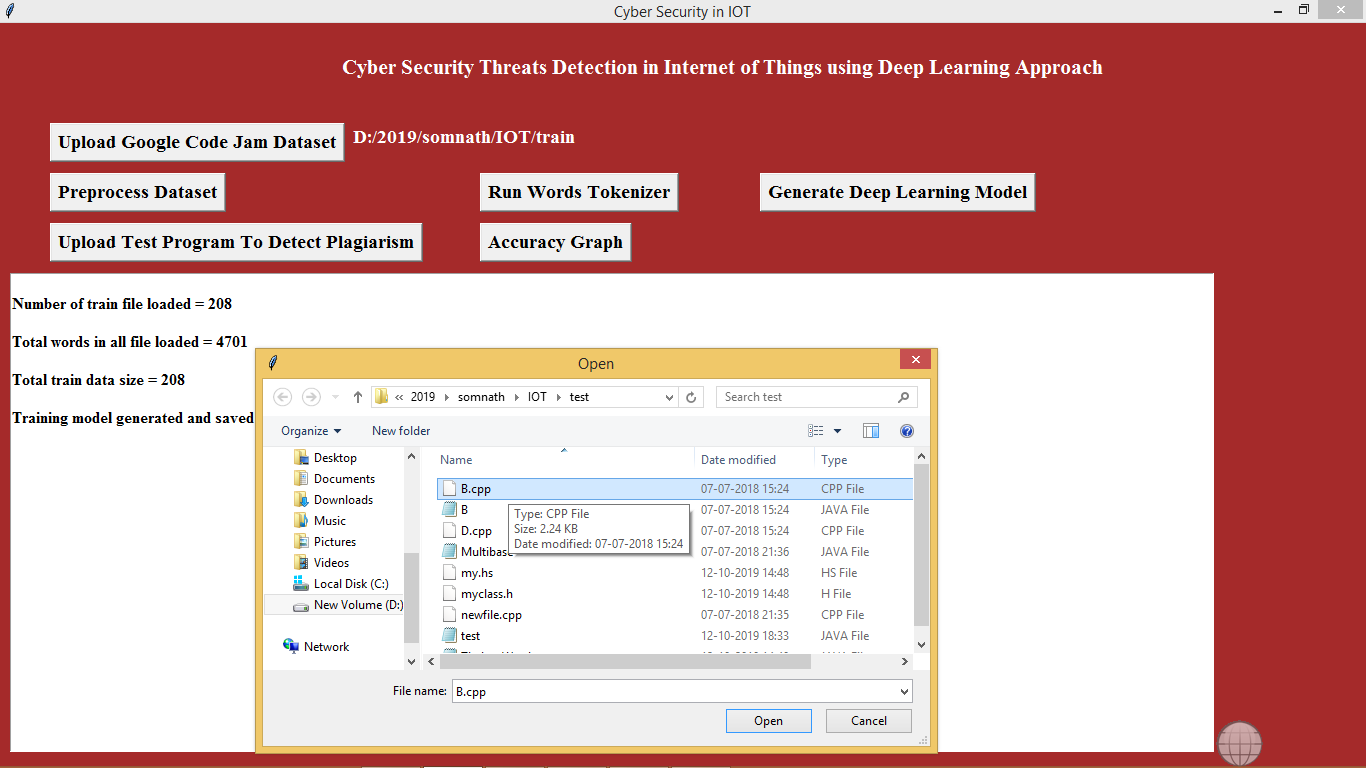 Cyber Security in IOT
Cyber Security Threats Detection in Internet of Things using Deep Learning Approach
Upload Google Code Jam Dataset D:/2019/somnath/IOT/train
Preprocess Dataset Run Words Tokenizer Generate Deep Learning Model
Upload Test Program To Detect Plagiarism Accuracy Graph
Number of train file loaded = 208
Total words in all file loaded = 4701
Total train data size = 208
Training model generated and saved
Open
« 2019 somnath IOT test Search test
Organize New folder
Name Date modified Type
Desktop
Documents
Downloads
Music
Pictures
Videos
Local Disk (C:)
New Volume (D:)
Network
B.cpp 07-07-2018 15:24 CPP File
B 07-07-2018 15:24 JAVA File
D.cpp 07-07-2018 15:24 CPP File
Multibas 07-07-2018 21:36 JAVA File
my.hs 12-10-2019 14:48 HS File
myclass.h 12-10-2019 14:48 H File
newfile.cpp 07-07-2018 21:35 CPP File
test 12-10-2019 18:33 JAVA File
Type: CPP File
Size: 2.24 KB
Date modified: 07-07-2018 15:24
File name: B.cpp
Open Cancel